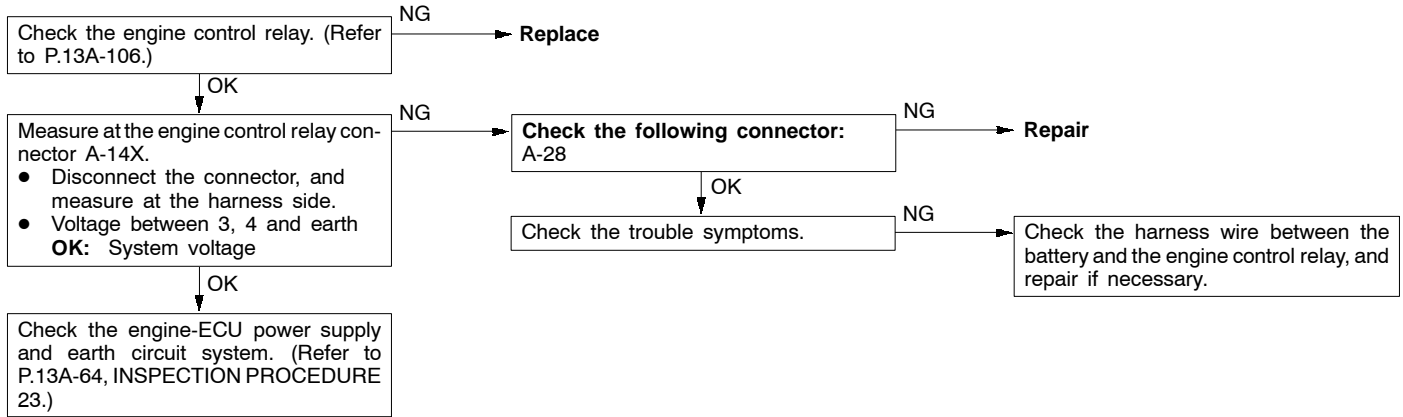 Check the engine control relay. (Refer
to P.13A-106.)
NG
Replace
OK
Measure at the engine control relay con-
nector A-14X.
● Disconnect the connector, and
measure at the harness side.
● Voltage between 3, 4 and earth
OK: System voltage
NG
Check the following connector:
A-28
NG
Repair
OK
Check the trouble symptoms.
NG
Check the harness wire between the
battery and the engine control relay, and
repair if necessary.
OK
Check the engine-ECU power supply
and earth circuit system. (Refer to
P.13A-64, INSPECTION PROCEDURE
23.)